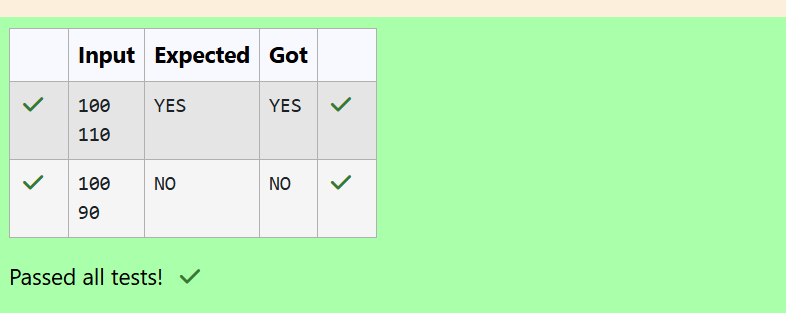 Input Expected Got
100 YES YES
110
100 NO NO
90
Passed all tests!